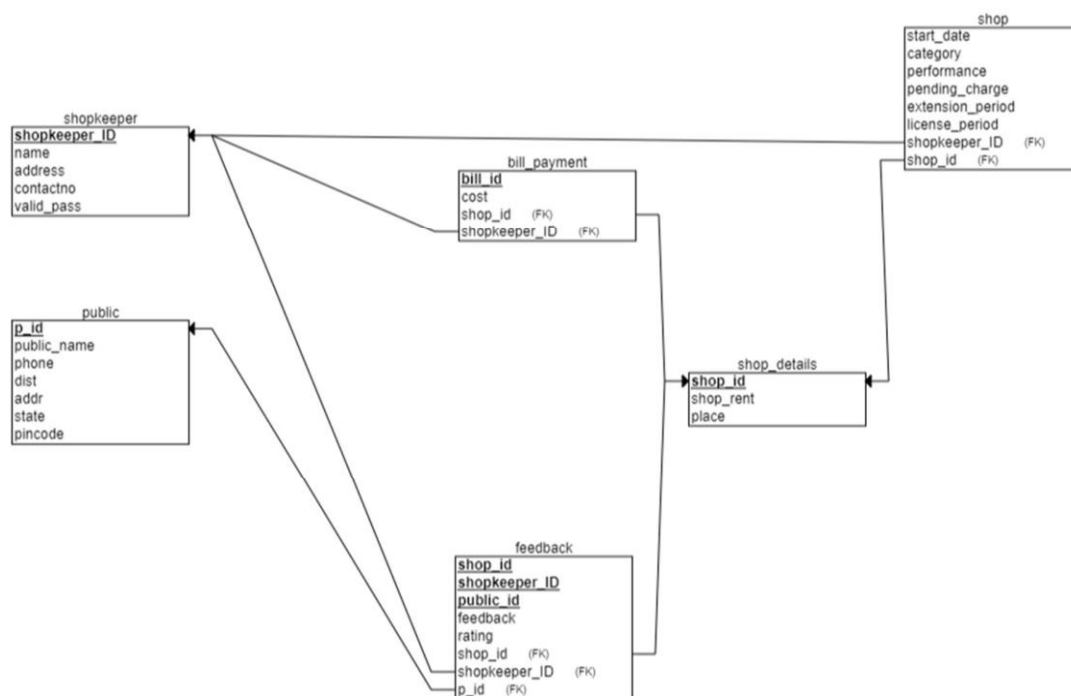 shop
start_date
category
performance
pending_charge
extension_period
license_period
shopkeeper_ID (FK)
shop_id (FK)
shopkeeper
shopkeeper_ID
name
address
contactno
valid_pass
bill_payment
bill_id
cost
shop_id (FK)
shopkeeper_ID (FK)
public
p_id
public_name
phone
dist
addr
state
pincode
shop_details
shop_id
shop_rent
place
feedback
shop_id
shopkeeper_ID
public_id
feedback
rating
shop_id (FK)
shopkeeper_ID (FK)
p_id (FK)